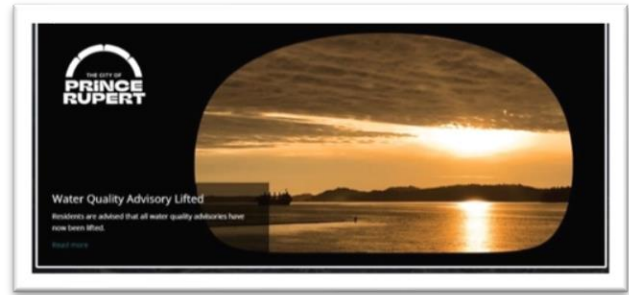 THE CITY OF
PRINCE
RUPERT
Water Quality Advisory Lifted
Residents are advised that all water quality advisories have
now been lifted.
Read more